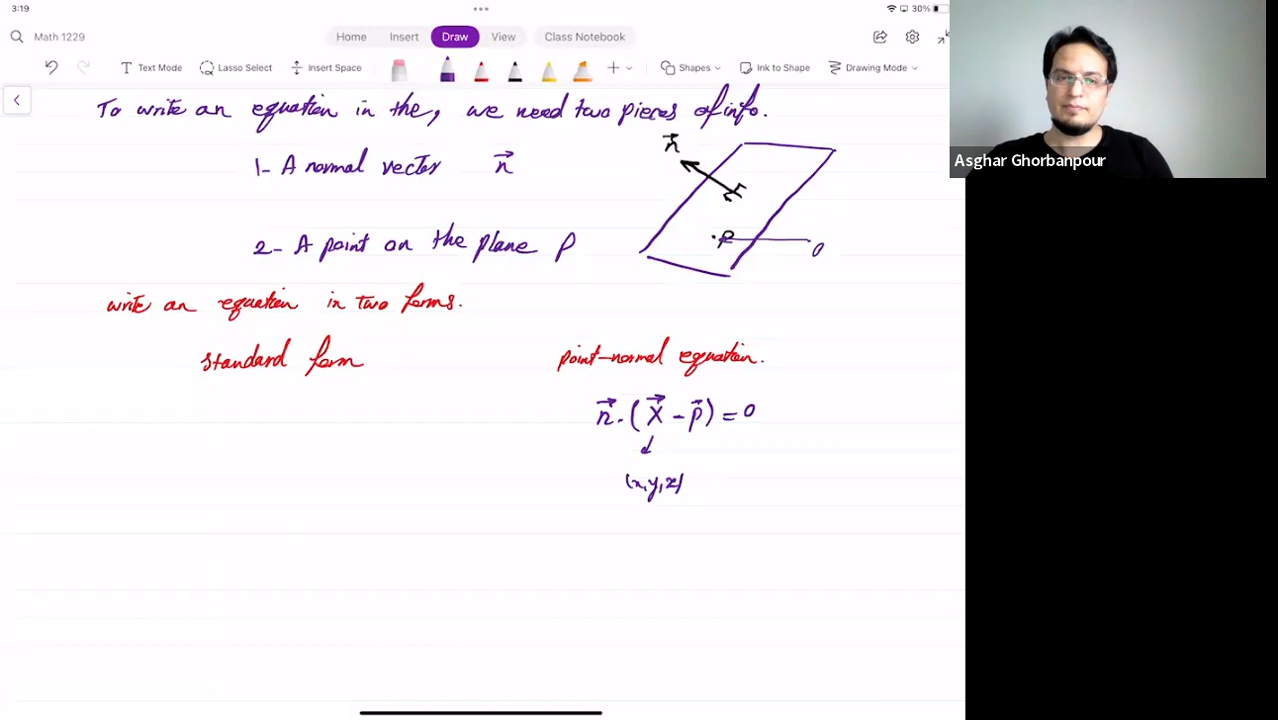 3:19
30%
Math 1229
Home Insert Draw View Class Notebook
Text Mode Lasso Select Insert Space Shapes Ink to Shape Drawing Mode
Asghar Ghorbanpour
To write an equation in the, we need two pieces of info.
1- A normal vector n⃗
n⃗
2- A point on the plane P
P
O
write an equation in two forms.
standard form
point-normal equation.
n⃗ · (X⃗ - p⃗) = 0
(x, y, z)